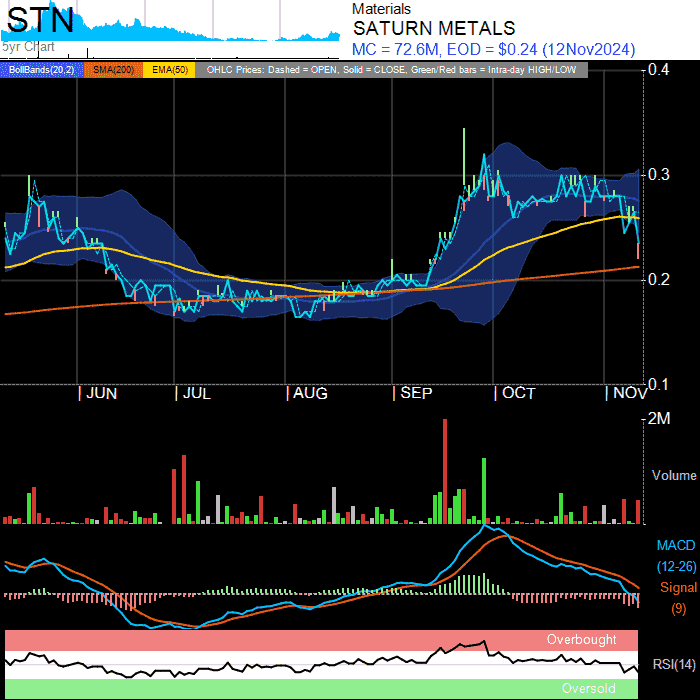 STN
5yr Chart
Materials
SATURN METALS
MC = 72.6M, EOD = $0.24 (12Nov2024)
BollBands(20,2) SMA(200) EMA(50) OHLC Prices: Dashed = OPEN, Solid = CLOSE, Green/Red bars = Intra-day HIGH/LOW
0.4
0.3
0.2
0.1
| JUN | JUL | AUG | SEP | OCT | NOV
2M
Volume
MACD
(12-26)
Signal
(9)
Overbought
RSI(14)
Oversold